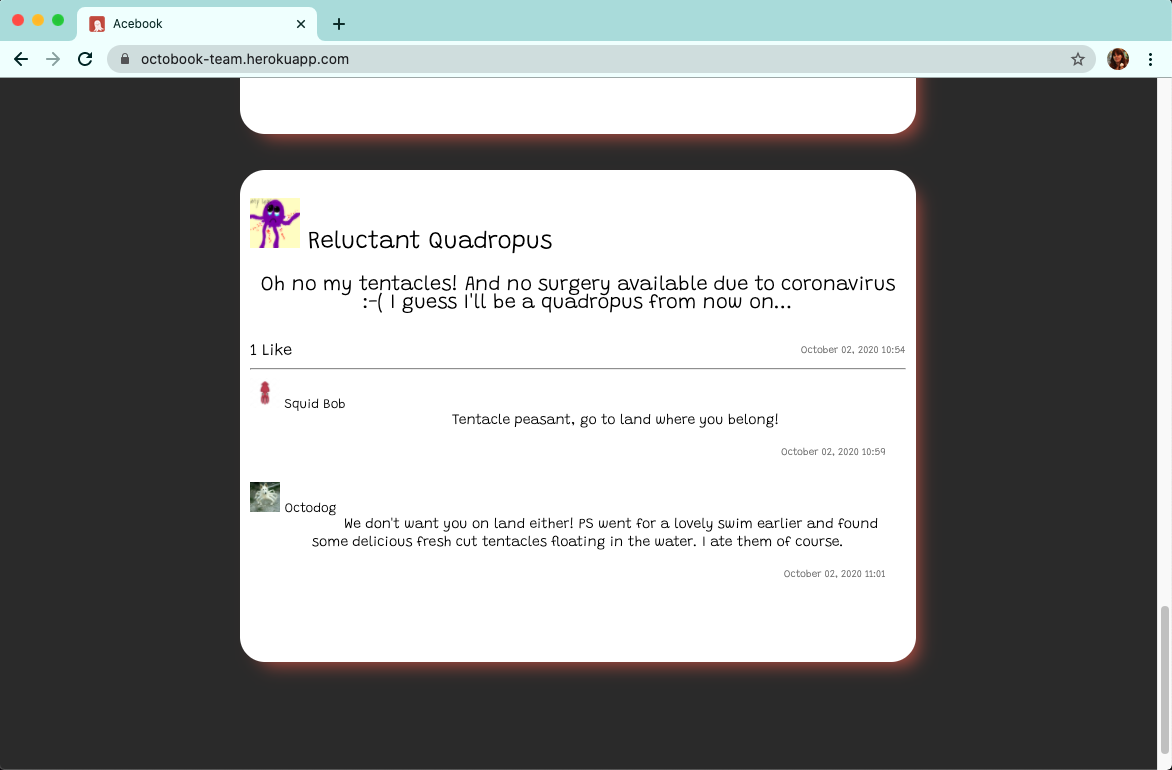 Acebook
octobook-team.herokuapp.com
Reluctant Quadropus
Oh no my tentacles! And no surgery available due to coronavirus
:-( I guess I'll be a quadropus from now on...
1 Like
October 02, 2020 10:54
Squid Bob
Tentacle peasant, go to land where you belong!
October 02, 2020 10:59
Octodog
We don't want you on land either! PS went for a lovely swim earlier and found
some delicious fresh cut tentacles floating in the water. I ate them of course.
October 02, 2020 11:01